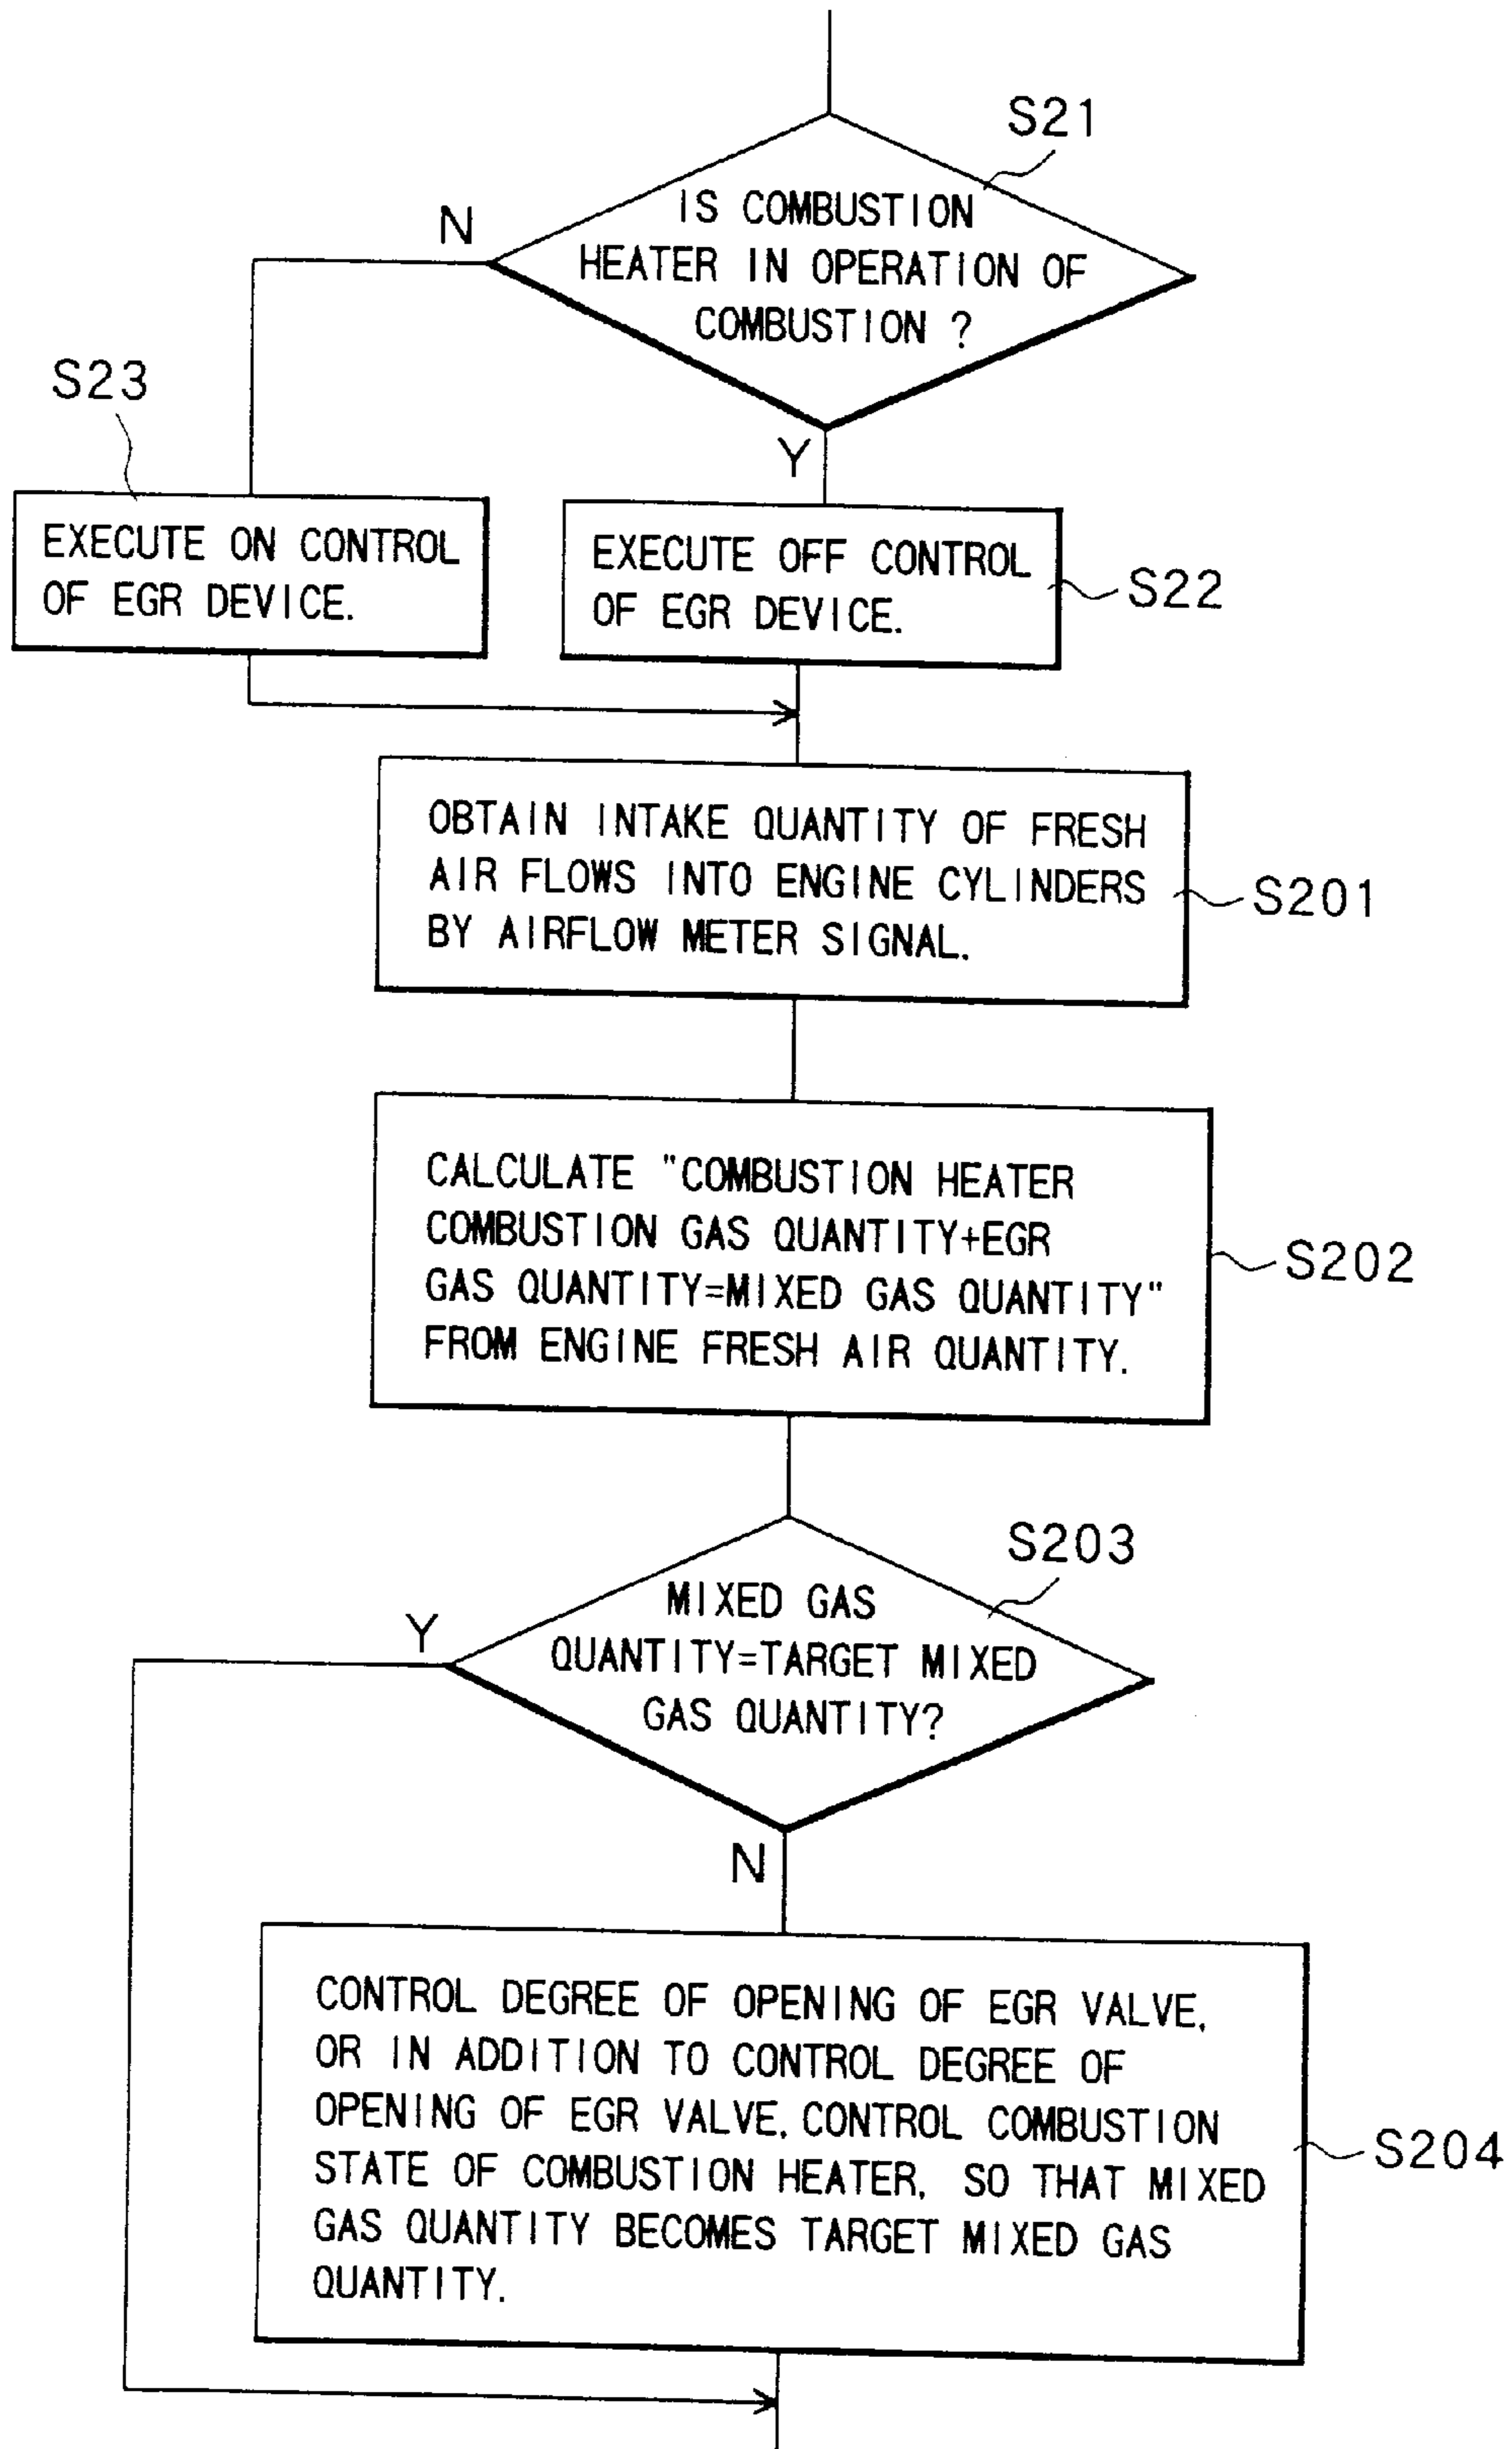 S21
IS COMBUSTION
HEATER IN OPERATION OF
COMBUSTION ?
N
Y
S23
EXECUTE ON CONTROL
OF EGR DEVICE.
EXECUTE OFF CONTROL
OF EGR DEVICE.
S22
OBTAIN INTAKE QUANTITY OF FRESH
AIR FLOWS INTO ENGINE CYLINDERS
BY AIRFLOW METER SIGNAL.
S201
CALCULATE "COMBUSTION HEATER
COMBUSTION GAS QUANTITY+EGR
GAS QUANTITY=MIXED GAS QUANTITY"
FROM ENGINE FRESH AIR QUANTITY.
S202
S203
MIXED GAS
QUANTITY=TARGET MIXED
GAS QUANTITY?
Y
N
CONTROL DEGREE OF OPENING OF EGR VALVE,
OR IN ADDITION TO CONTROL DEGREE OF
OPENING OF EGR VALVE, CONTROL COMBUSTION
STATE OF COMBUSTION HEATER, SO THAT MIXED
GAS QUANTITY BECOMES TARGET MIXED GAS
QUANTITY.
S204